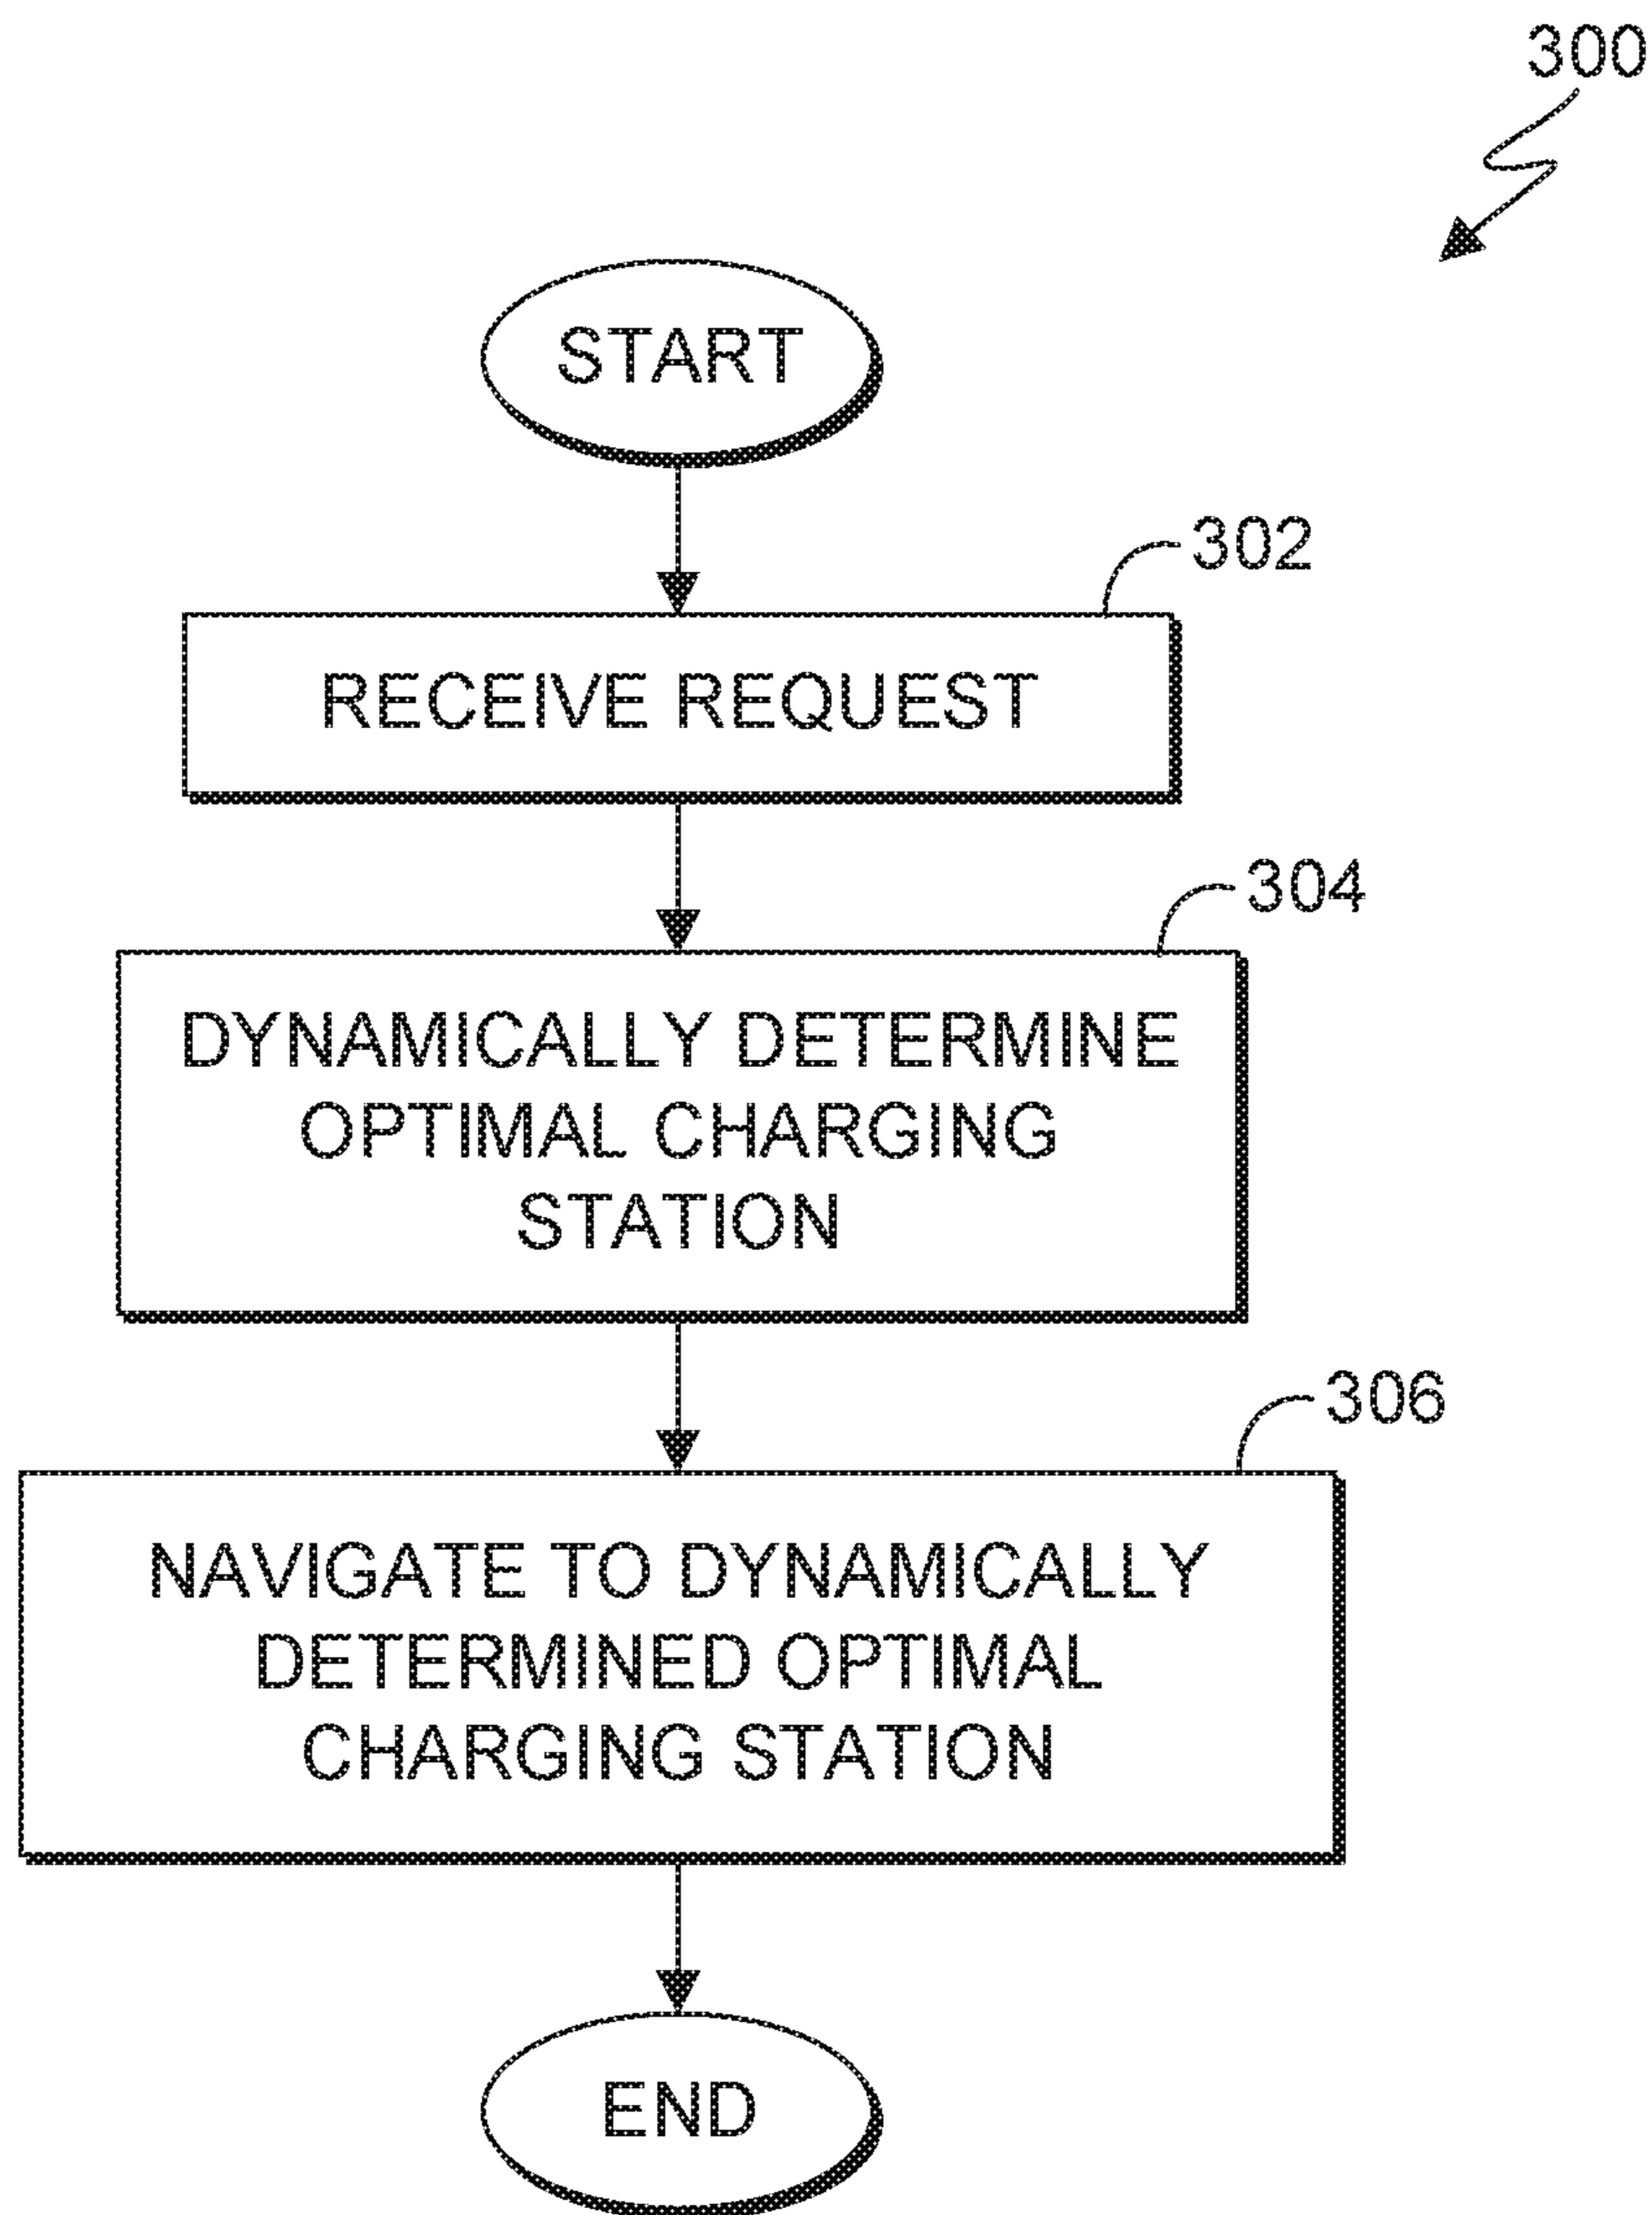 300
START
302
RECEIVE REQUEST
304
DYNAMICALLY DETERMINE
OPTIMAL CHARGING
STATION
306
NAVIGATE TO DYNAMICALLY
DETERMINED OPTIMAL
CHARGING STATION
END